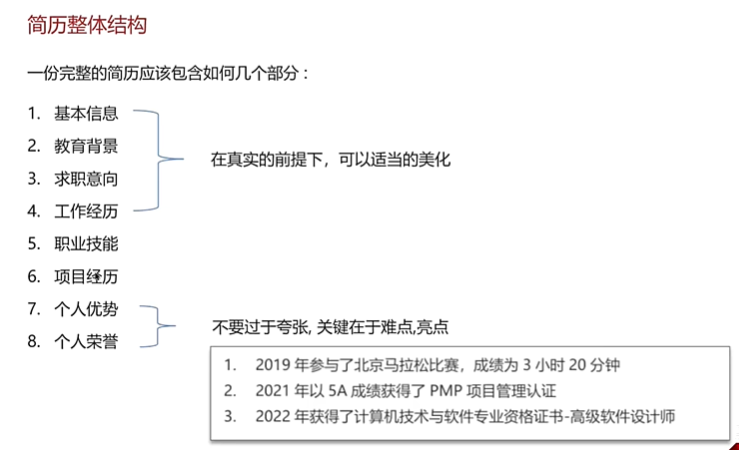 简历整体结构
一份完整的简历应该包含如何几个部分：
1. 基本信息
2. 教育背景
3. 求职意向
4. 工作经历
在真实的前提下，可以适当的美化
5. 职业技能
6. 项目经历
7. 个人优势
8. 个人荣誉
不要过于夸张, 关键在于难点,亮点
1. 2019 年参与了北京马拉松比赛，成绩为 3 小时 20 分钟
2. 2021 年以 5A 成绩获得了 PMP 项目管理认证
3. 2022 年获得了计算机技术与软件专业资格证书-高级软件设计师